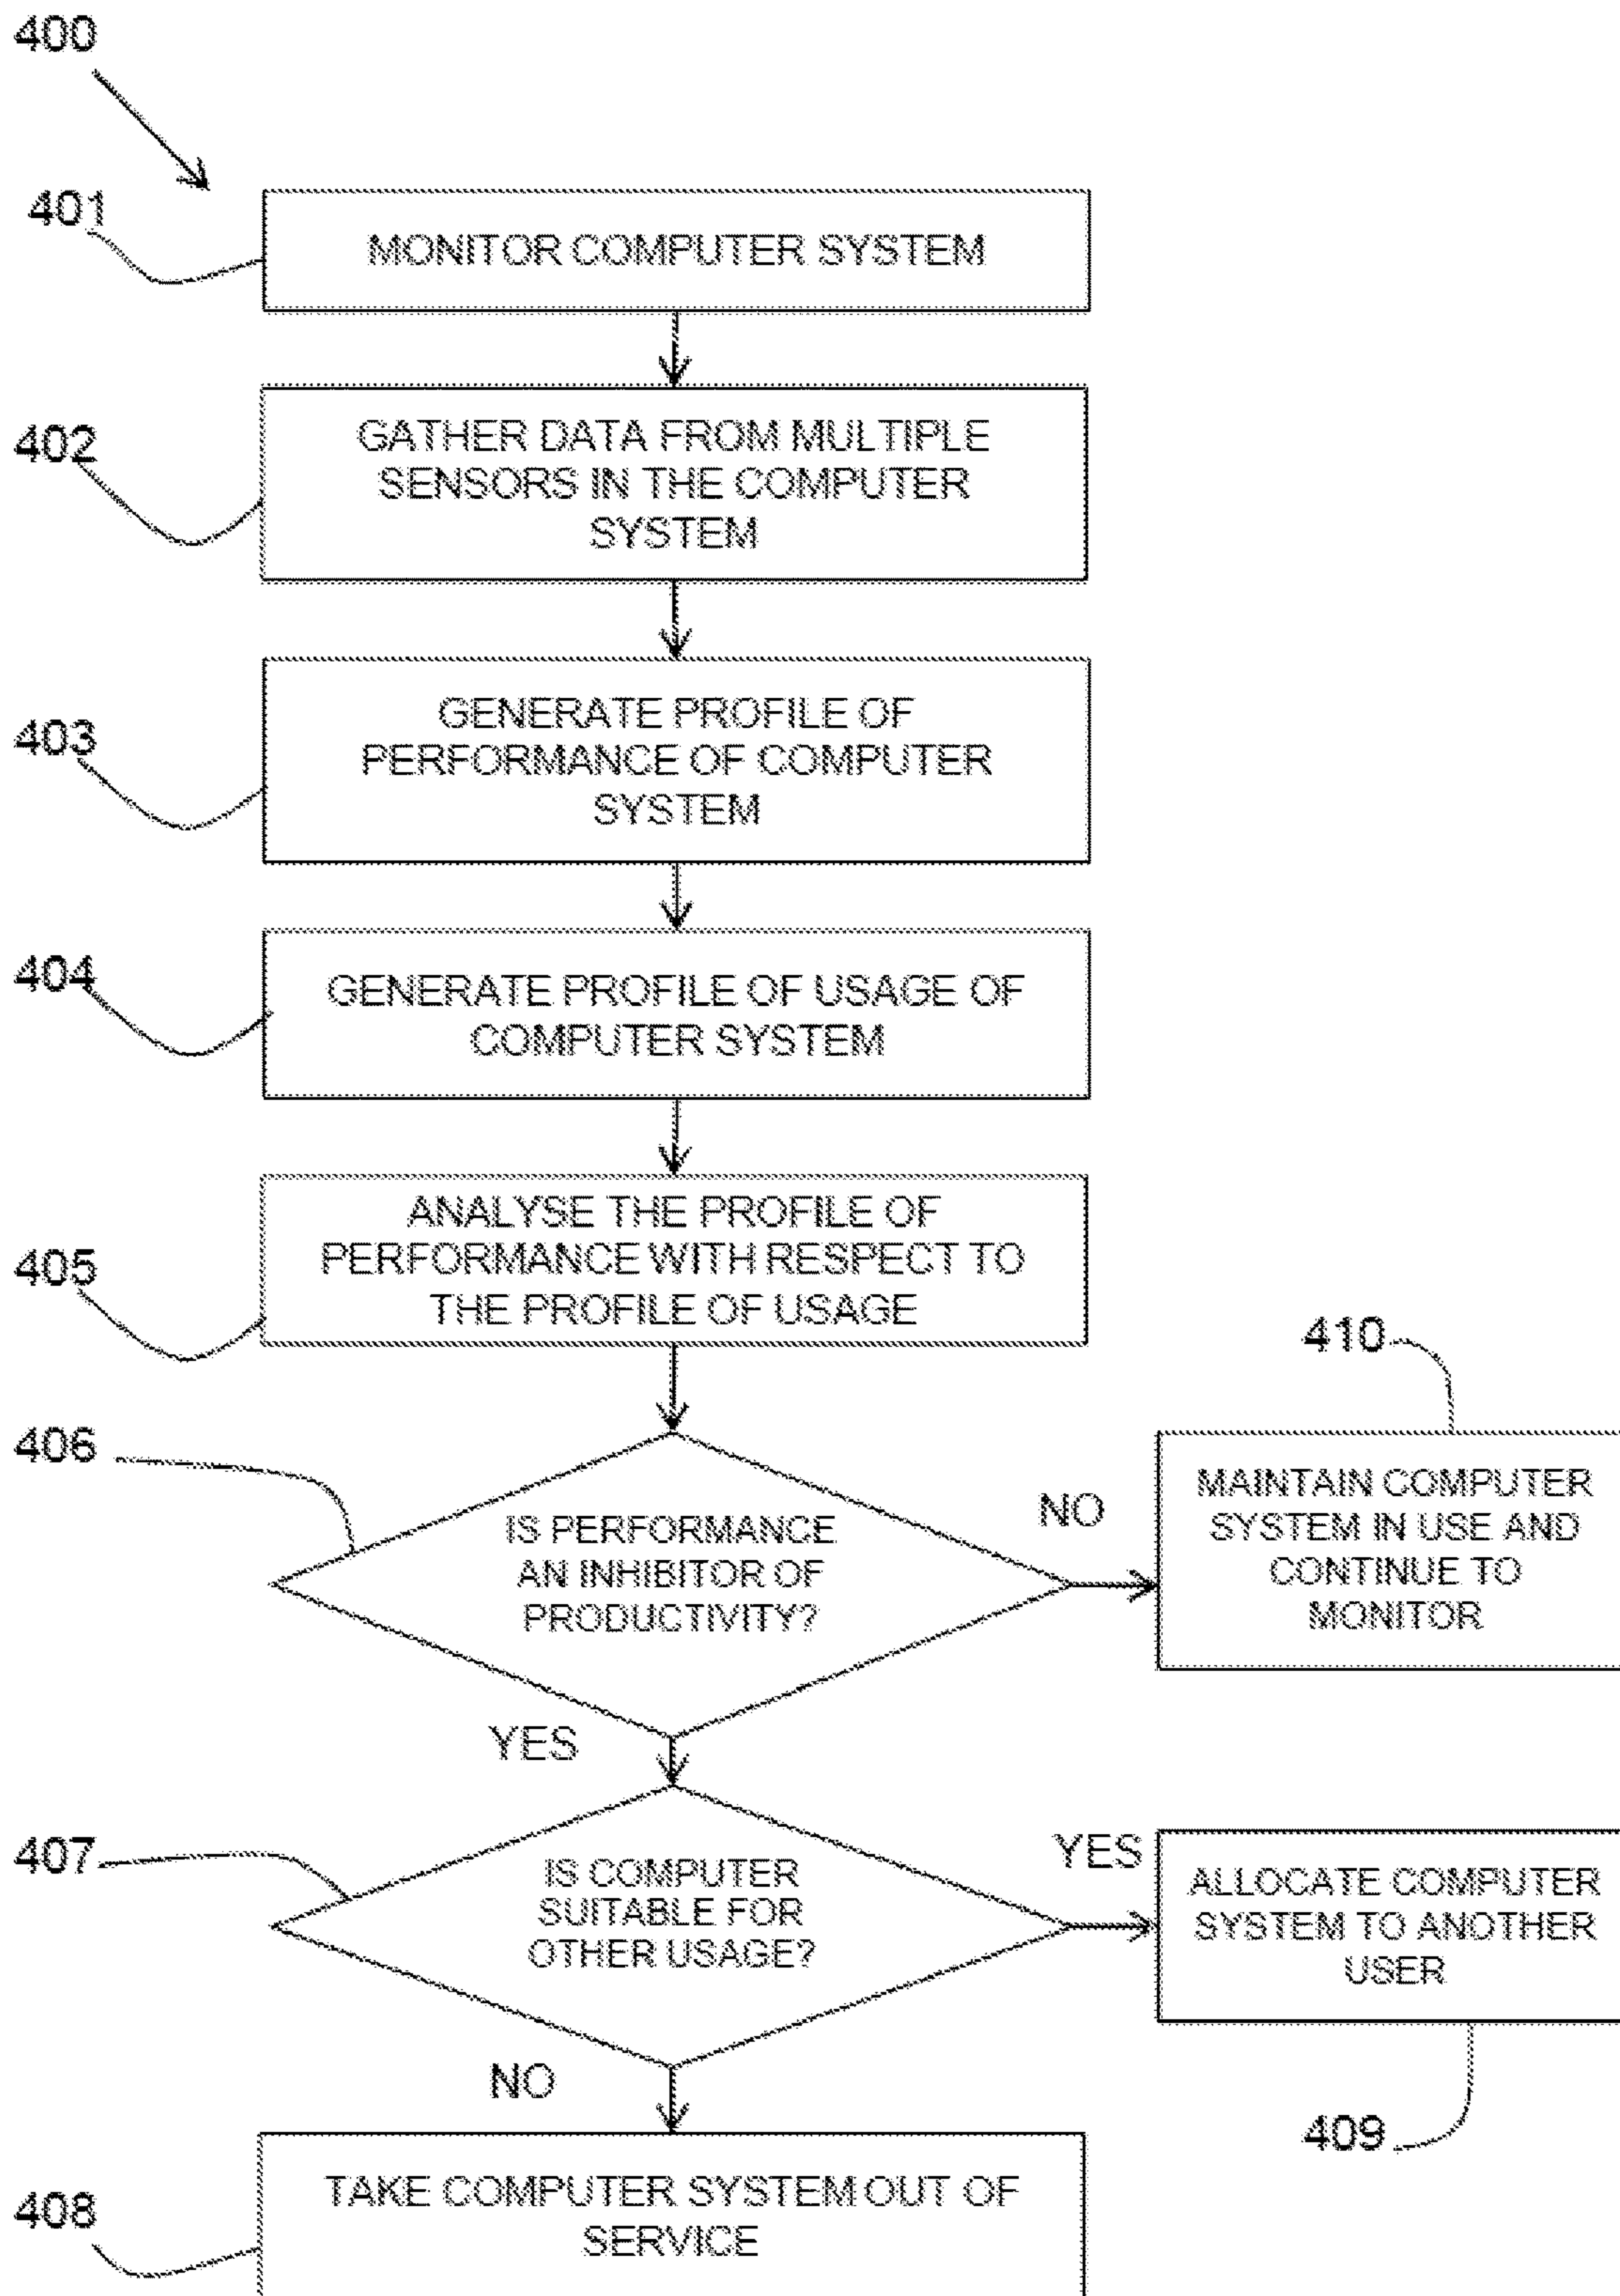 400
401
MONITOR COMPUTER SYSTEM
402
GATHER DATA FROM MULTIPLE
SENSORS IN THE COMPUTER
SYSTEM
403
GENERATE PROFILE OF
PERFORMANCE OF COMPUTER
SYSTEM
404
GENERATE PROFILE OF USAGE OF
COMPUTER SYSTEM
405
ANALYSE THE PROFILE OF
PERFORMANCE WITH RESPECT TO
THE PROFILE OF USAGE
406
IS PERFORMANCE
AN INHIBITOR OF
PRODUCTIVITY?
NO
410
MAINTAIN COMPUTER
SYSTEM IN USE AND
CONTINUE TO
MONITOR
YES
407
IS COMPUTER
SUITABLE FOR
OTHER USAGE?
YES
ALLOCATE COMPUTER
SYSTEM TO ANOTHER
USER
409
NO
408
TAKE COMPUTER SYSTEM OUT OF
SERVICE